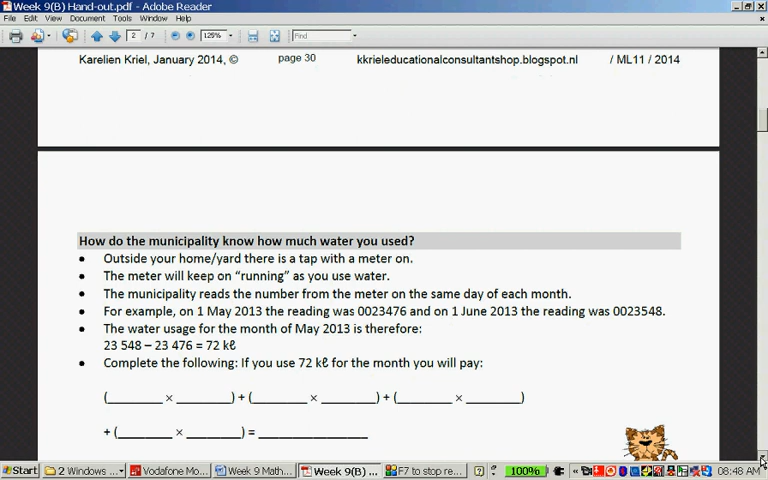 Week 9(B) Hand-out.pdf - Adobe Reader
File Edit View Document Tools Window Help
2 / 7 125% Find
Karelien Kriel, January 2014, © page 30 kkrieleducationalconsultantshop.blogspot.nl / ML11 / 2014
How do the municipality know how much water you used?
• Outside your home/yard there is a tap with a meter on.
• The meter will keep on “running” as you use water.
• The municipality reads the number from the meter on the same day of each month.
• For example, on 1 May 2013 the reading was 0023476 and on 1 June 2013 the reading was 0023548.
• The water usage for the month of May 2013 is therefore:
23 548 – 23 476 = 72 kℓ
• Complete the following: If you use 72 kℓ for the month you will pay:
(________ × ________) + (________ × ________) + (________ × ________)
+ (________ × ________) = ________________
Start 2 Windows ... Vodafone Mo... Week 9 Math... Week 9(B) ... F7 to stop re... 100% 08:48 AM